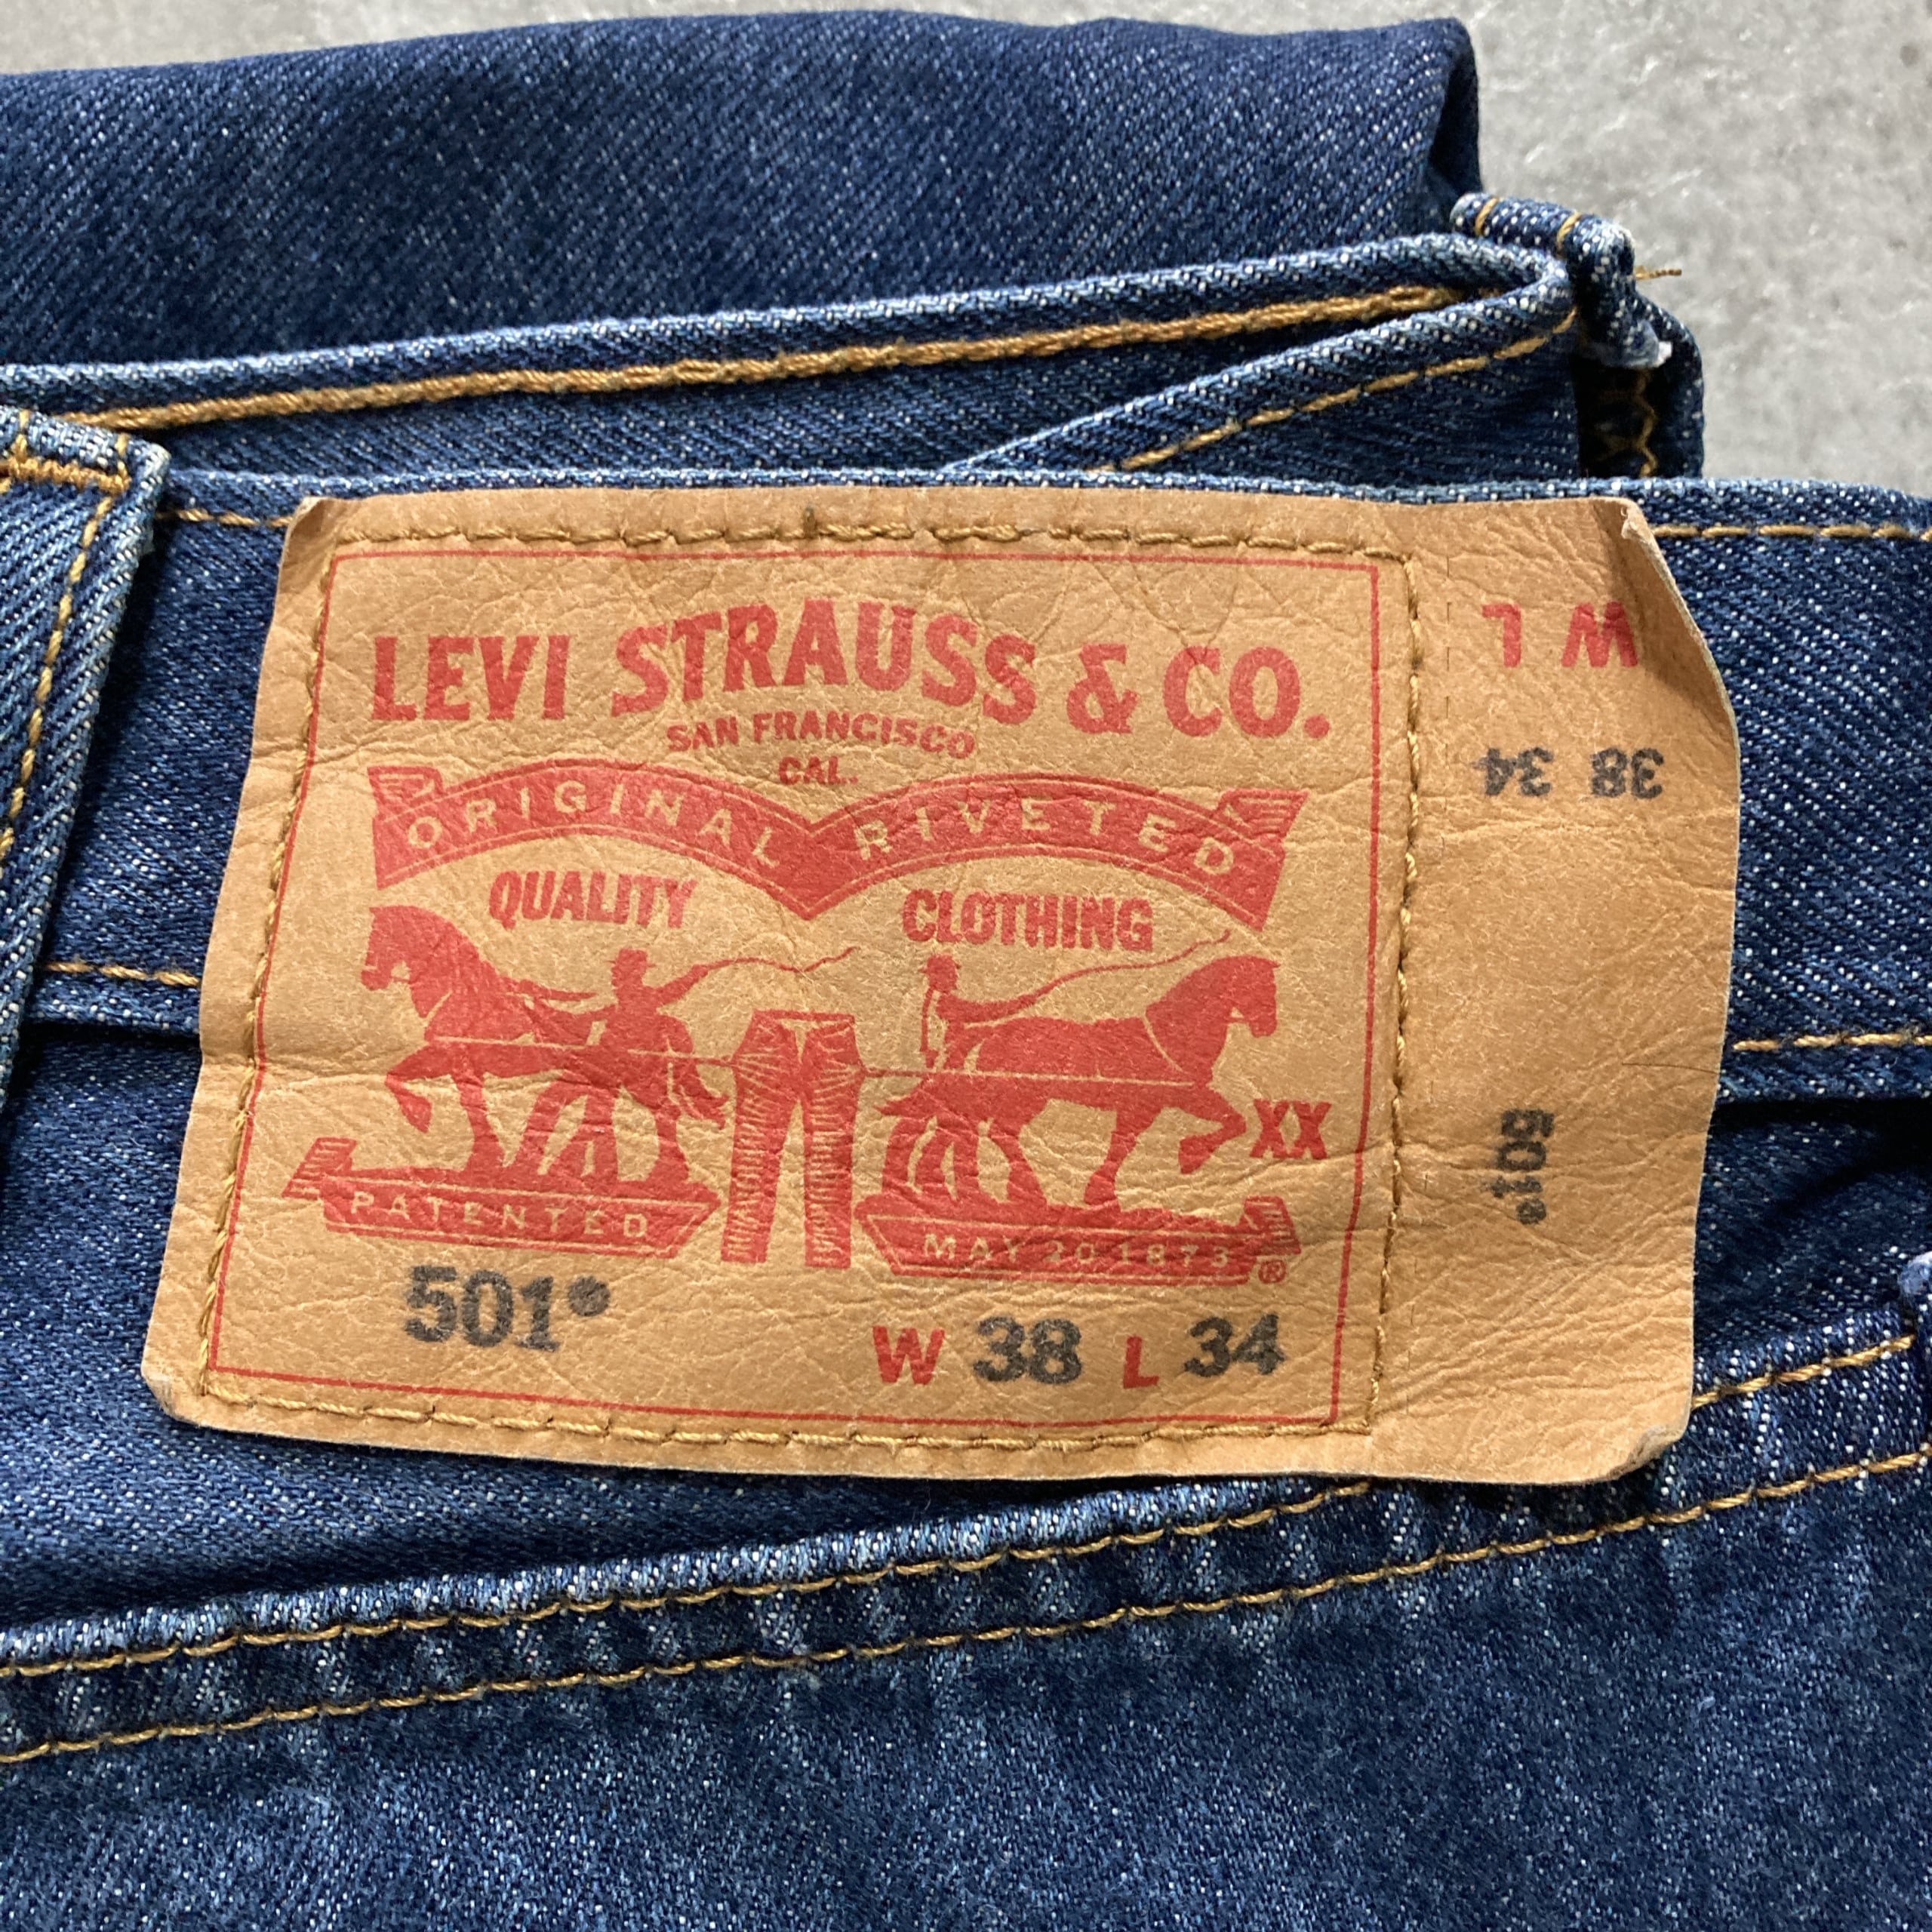 LEVI STRAUSS & CO.
SAN FRANCISCO
CAL.
ORIGINAL RIVETED
QUALITY CLOTHING
XX
PATENTED MAY 20 1873 ®
501®
W 38 L 34
W L
38 34
501®